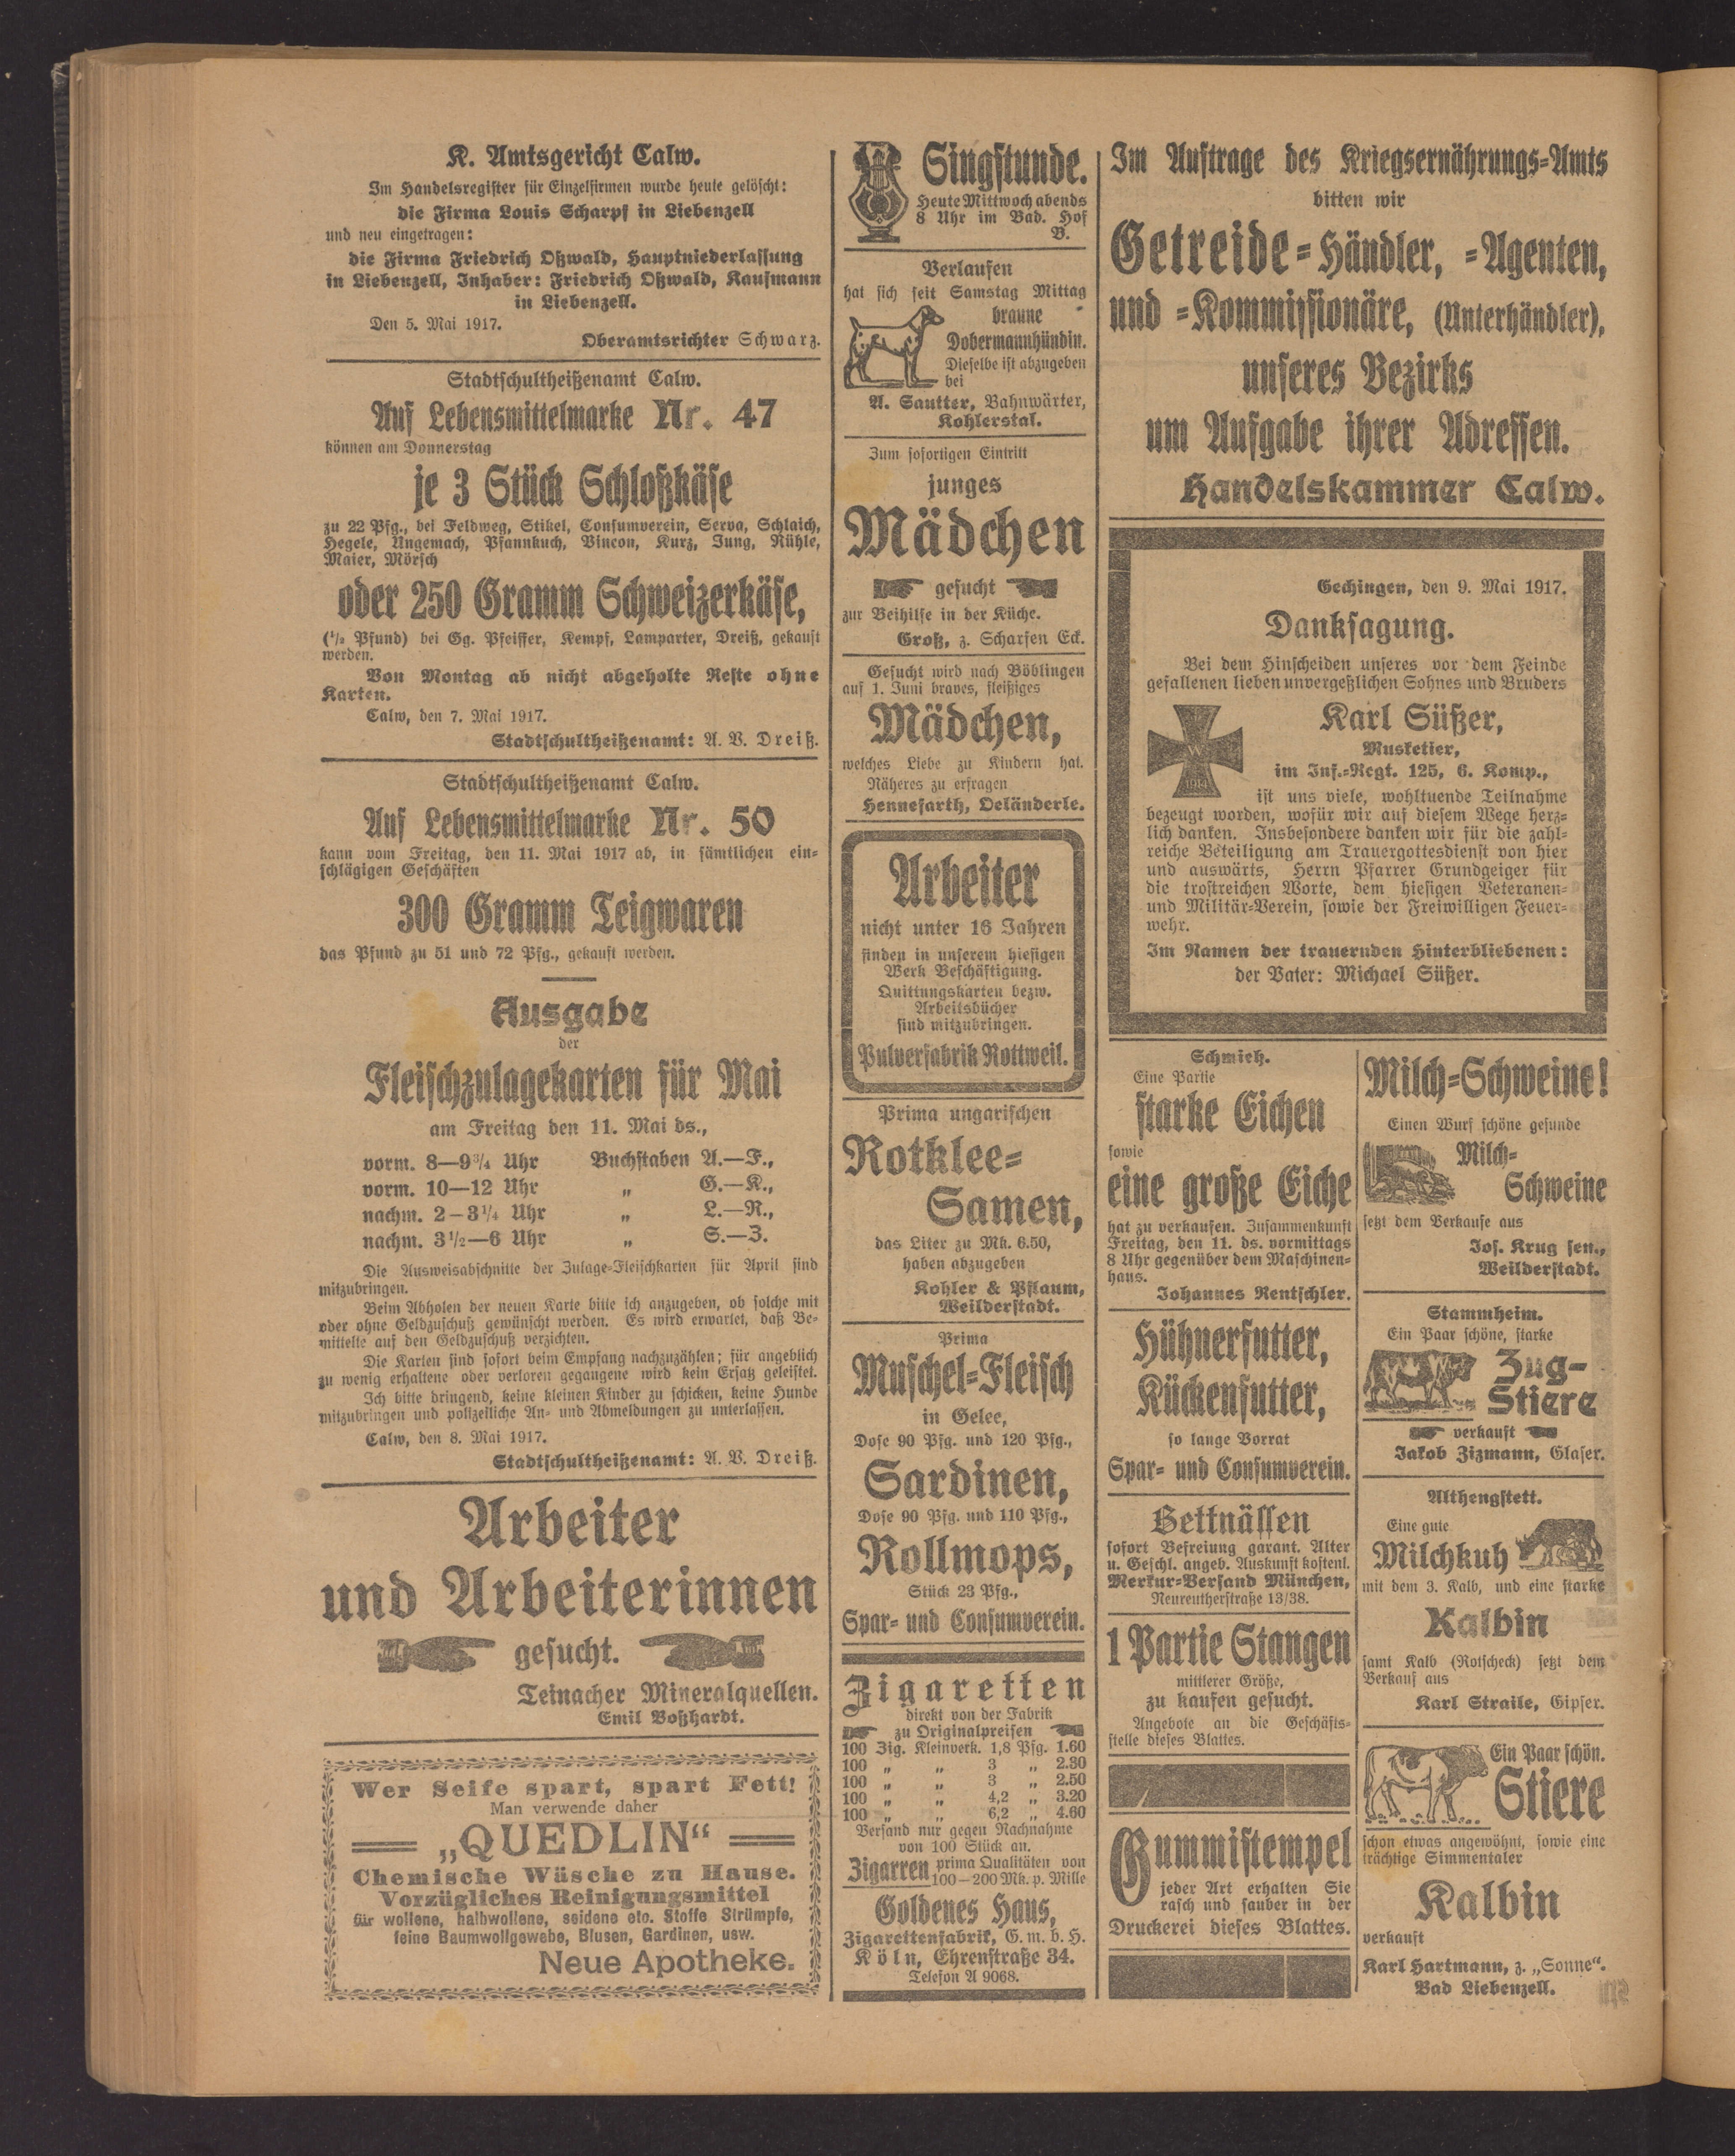 K. Amtsgericht Calw.
Im Handelsregister für Einzelfirmen wurde heute gelöscht:
die Firma Louis Scharpf in Liebenzell
und neu eingetragen:
die Firma Friedrich Oßwald, Hauptniederlassung
in Liebenzell, Inhaber: Friedrich Oßwald, Kaufmann
in Liebenzell.
Den 5. Mai 1917.
Oberamtsrichter Schwarz.
Stadtschultheißenamt Calw.
Auf Lebensmittelmarke Nr. 47
können am Donnerstag
je 3 Stück Schloßkäse
zu 22 Pfg., bei Feldweg, Stikel, Consumverein, Serva, Schlaich,
Hegele, Ungemach, Pfannkuch, Vincon, Kurz, Jung, Rühle,
Maier, Mörsch
oder 250 Gramm Schweizerkäse,
(1/2 Pfund) bei Gg. Pfeiffer, Kempf, Lamparter, Dreiß, gekauft
werden.
Von Montag ab nicht abgeholte Reste ohne
Karten.
Calw, den 7. Mai 1917.
Stadtschultheißenamt: A. V. Dreiß.
Stadtschultheißenamt Calw.
Auf Lebensmittelmarke Nr. 50
kann vom Freitag, den 11. Mai 1917 ab, in sämtlichen ein-
schlägigen Geschäften
300 Gramm Teigwaren
das Pfund zu 51 und 72 Pfg., gekauft werden.
Ausgabe
der
Fleischzulagekarten für Mai
am Freitag den 11. Mai ds.,
vorm. 8—9 3/4 Uhr Buchstaben A.—F.,
vorm. 10—12 Uhr „ G.—K.,
nachm. 2—3 1/4 Uhr „ L.—R.,
nachm. 3 1/2—6 Uhr „ S.—Z.
Die Ausweisabschnitte der Zulage-Fleischkarten für April sind
mitzubringen.
Beim Abholen der neuen Karte bitte ich anzugeben, ob solche mit
oder ohne Geldzuschuß gewünscht werden. Es wird erwartet, daß Be-
mittelte auf den Geldzuschuß verzichten.
Die Karten sind sofort beim Empfang nachzuzählen; für angeblich
zu wenig erhaltene oder verloren gegangene wird kein Ersatz geleistet.
Ich bitte dringend, keine kleinen Kinder zu schicken, keine Hunde
mitzubringen und polizeiliche An- und Abmeldungen zu unterlassen.
Calw, den 8. Mai 1917.
Stadtschultheißenamt: A. V. Dreiß.
Arbeiter
und Arbeiterinnen
gesucht.
Teinacher Mineralquellen.
Emil Boßhardt.
Wer Seife spart, spart Fett!
Man verwende daher
„QUEDLIN“
Chemische Wäsche zu Hause.
Vorzügliches Reinigungsmittel
für wollene, halbwollene, seidene etc. Stoffe Strümpfe,
feine Baumwollgewebe, Blusen, Gardinen, usw.
Neue Apotheke.
Singstunde.
Heute Mittwoch abends
8 Uhr im Bad. Hof
B.
Verlaufen
hat sich seit Samstag Mittag
braune
Dobermannhündin.
Dieselbe ist abzugeben
bei
A. Sautter, Bahnwärter,
Kohlerstal.
Zum sofortigen Eintritt
junges
Mädchen
gesucht
zur Beihilfe in der Küche.
Groß, z. Scharfen Eck.
Gesucht wird nach Böblingen
auf 1. Juni braves, fleißiges
Mädchen,
welches Liebe zu Kindern hat.
Näheres zu erfragen
Hennefarth, Oeländerle.
Arbeiter
nicht unter 16 Jahren
finden in unserem hiesigen
Werk Beschäftigung.
Quittungskarten bezw.
Arbeitsbücher
sind mitzubringen.
Pulverfabrik Rottweil.
Prima ungarischen
Rotklee-
Samen,
das Liter zu Mk. 6.50,
haben abzugeben
Kohler & Pflaum,
Weilderstadt.
Prima
Muschel-Fleisch
in Gelee,
Dose 90 Pfg. und 120 Pfg.,
Sardinen,
Dose 90 Pfg. und 110 Pfg.,
Rollmops,
Stück 23 Pfg.,
Spar- und Consumverein.
Zigaretten
direkt von der Fabrik
zu Originalpreisen
100 Zig. Kleinverk. 1,8 Pfg. 1.60
100 „ „ 3 „ 2.30
100 „ „ 3 „ 2.50
100 „ „ 4,2 „ 3.20
100 „ „ 6,2 „ 4.60
Versand nur gegen Nachnahme
von 100 Stück an.
Zigarren prima Qualitäten von
100—200 Mk. p. Mille
Goldenes Haus,
Zigarettenfabrik, G. m. b. H.
Köln, Ehrenstraße 34.
Telefon A 9068.
Im Auftrage des Kriegsernährungs-Amts
bitten wir
Getreide-Händler, -Agenten,
und -Kommissionäre, (Unterhändler),
unseres Bezirks
um Aufgabe ihrer Adressen.
Handelskammer Calw.
Gechingen, den 9. Mai 1917.
Danksagung.
Bei dem Hinscheiden unseres vor dem Feinde
gefallenen lieben unvergeßlichen Sohnes und Bruders
Karl Süßer,
Musketier,
im Inf.-Regt. 125, 6. Komp.,
W
1914
ist uns viele, wohltuende Teilnahme
bezeugt worden, wofür wir auf diesem Wege herz-
lich danken. Insbesondere danken wir für die zahl-
reiche Beteiligung am Trauergottesdienst von hier
und auswärts, Herrn Pfarrer Grundgeiger für
die trostreichen Worte, dem hiesigen Veteranen-
und Militär-Verein, sowie der Freiwilligen Feuer-
wehr.
Im Namen der trauernden Hinterbliebenen:
der Vater: Michael Süßer.
Schmieh.
Eine Partie
starke Eichen
sowie
eine große Eiche
hat zu verkaufen. Zusammenkunft
Freitag, den 11. ds. vormittags
8 Uhr gegenüber dem Maschinen-
haus.
Johannes Rentschler.
Hühnerfutter,
Kückenfutter,
so lange Vorrat
Spar- und Consumverein.
Bettnässen
sofort Befreiung garant. Alter
u. Geschl. angeb. Auskunft kostenl.
Merkur-Versand München,
Neureutherstraße 13/38.
1 Partie Stangen
mittlerer Größe,
zu kaufen gesucht.
Angebote an die Geschäfts-
stelle dieses Blattes.
Gummistempel
jeder Art erhalten Sie
rasch und sauber in der
Druckerei dieses Blattes.
Milch-Schweine!
Einen Wurf schöne gesunde
Milch-
Schweine
setzt dem Verkaufe aus
Jos. Krug sen.,
Weilderstadt.
Stammheim.
Ein Paar schöne, starke
Zug-
Stiere
verkauft
Jakob Zizmann, Glaser.
Althengstett.
Eine gute
Milchkuh
mit dem 3. Kalb, und eine starke
Kalbin
samt Kalb (Rotscheck) setzt dem
Verkauf aus
Karl Straile, Gipser.
Ein Paar schön.
Stiere
schon etwas angewöhnt, sowie eine
trächtige Simmentaler
Kalbin
verkauft
Karl Hartmann, z. „Sonne“.
Bad Liebenzell.